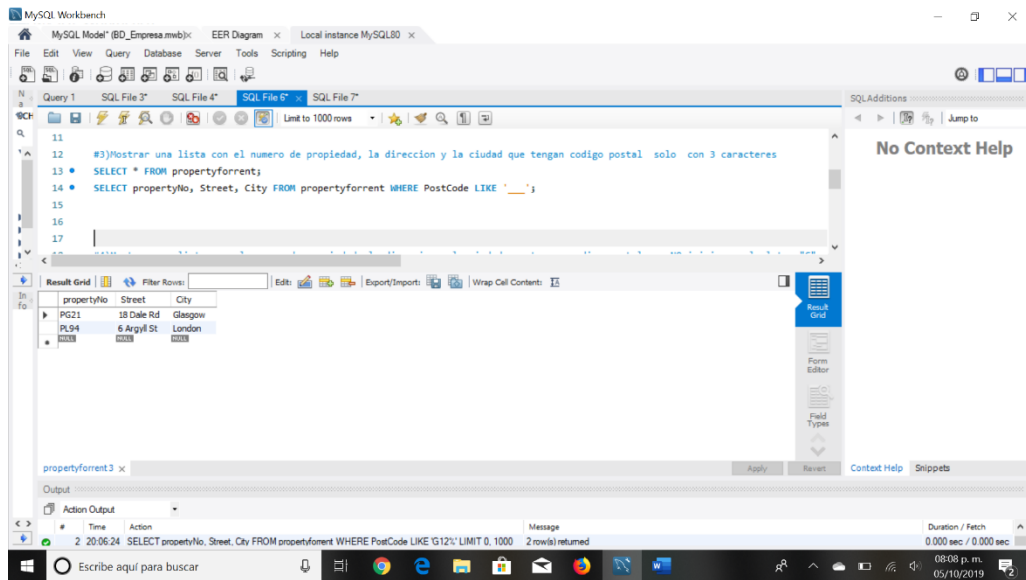 MySQL Workbench
MySQL Model* (BD_Empresa.mwb) × EER Diagram × Local instance MySQL80 ×
File Edit View Query Database Server Tools Scripting Help
Query 1 SQL File 3* SQL File 4* SQL File 6* × SQL File 7*
SQLAdditions
Limit to 1000 rows
Jump to
11
12 #3)Mostrar una lista con el numero de propiedad, la direccion y la ciudad que tengan codigo postal solo con 3 caracteres
13 SELECT * FROM propertyforrent;
14 SELECT propertyNo, Street, City FROM propertyforrent WHERE PostCode LIKE '___';
15
16
17
No Context Help
Result Grid Filter Rows: Edit: Export/Import: Wrap Cell Content:
In
fo
propertyNo Street City
PG21 18 Dale Rd Glasgow
PL94 6 Argyll St London
NULL NULL NULL
Result
Grid
Form
Editor
Field
Types
propertyforrent 3 ×
Apply Revert
Context Help Snippets
Output
Action Output
# Time Action Message Duration / Fetch
2 20:06:24 SELECT propertyNo, Street, City FROM propertyforrent WHERE PostCode LIKE 'G12%' LIMIT 0, 1000 2 row(s) returned 0.000 sec / 0.000 sec
Escribe aquí para buscar
08:08 p. m.
05/10/2019
2